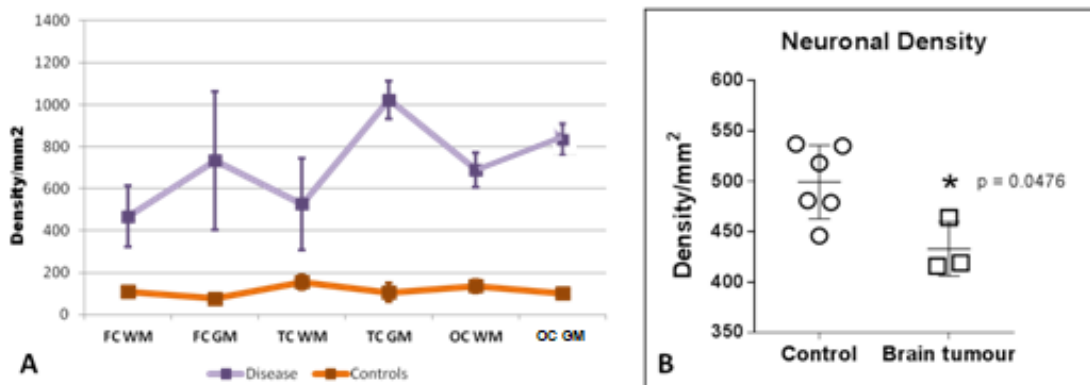 1400
1200
1000
800
600
400
200
0
Density/mm2
FC WM FC GM TC WM TC GM OC WM OC GM
A
Disease Controls
Neuronal Density
600
550
500
450
400
350
Density/mm²
* p = 0.0476
Control Brain tumour
B